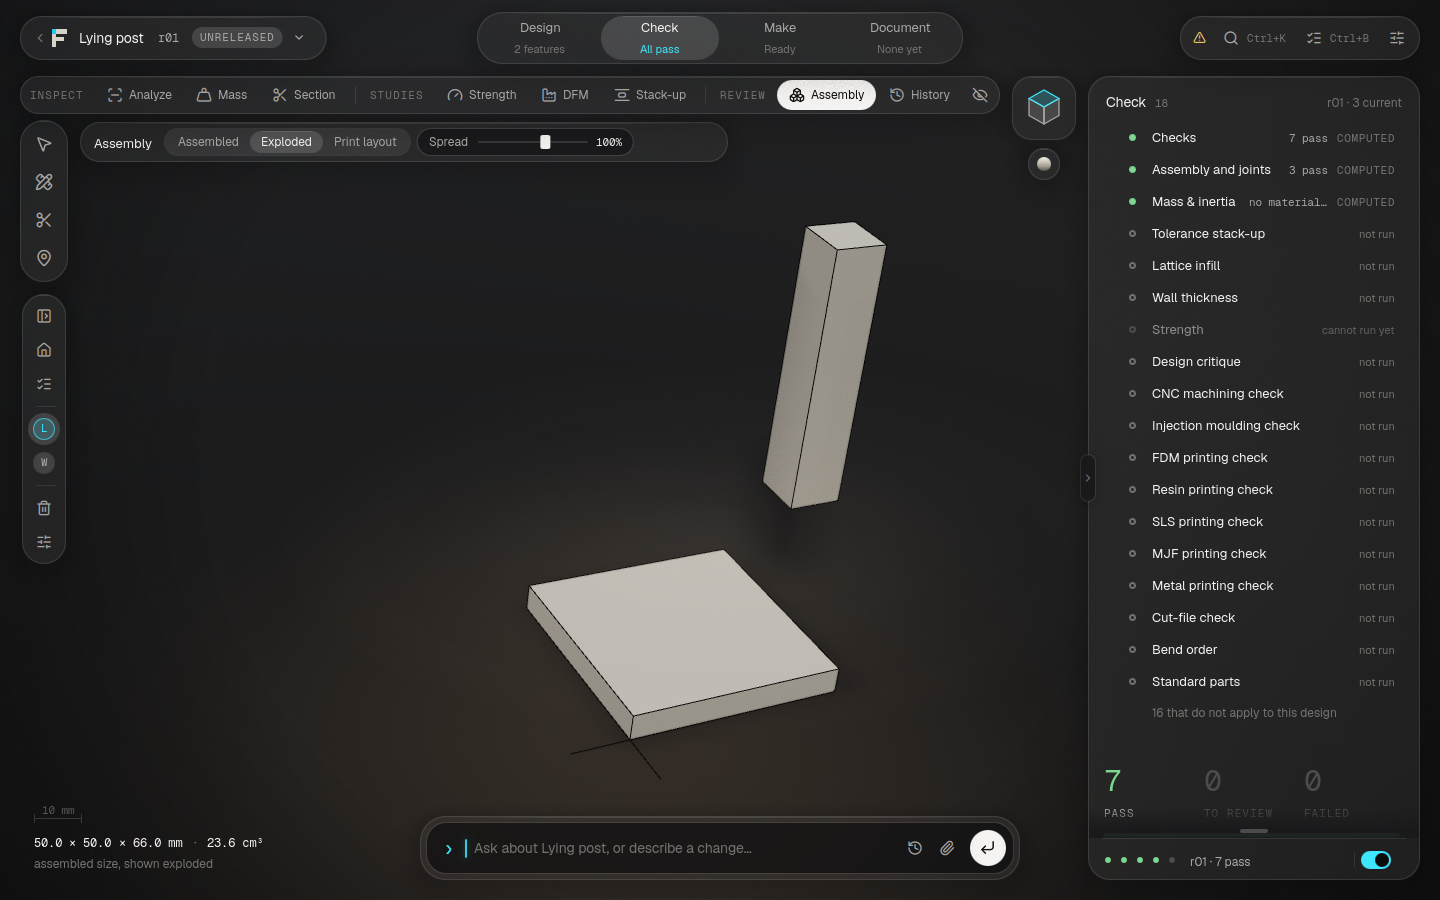 Lying post r01 UNRELEASED
Design
2 features
Check
All pass
Make
Ready
Document
None yet
Ctrl+K Ctrl+B
INSPECT Analyze Mass Section STUDIES Strength DFM Stack-up REVIEW Assembly History
Assembly Assembled Exploded Print layout Spread 100%
L
W
Check 18 r01 · 3 current
Checks 7 pass COMPUTED
Assembly and joints 3 pass COMPUTED
Mass & inertia no material… COMPUTED
Tolerance stack-up not run
Lattice infill not run
Wall thickness not run
Strength cannot run yet
Design critique not run
CNC machining check not run
Injection moulding check not run
FDM printing check not run
Resin printing check not run
SLS printing check not run
MJF printing check not run
Metal printing check not run
Cut-file check not run
Bend order not run
Standard parts not run
16 that do not apply to this design
7 0 0
PASS TO REVIEW FAILED
r01 · 7 pass
10 mm
50.0 × 50.0 × 66.0 mm · 23.6 cm³
assembled size, shown exploded
Ask about Lying post, or describe a change…